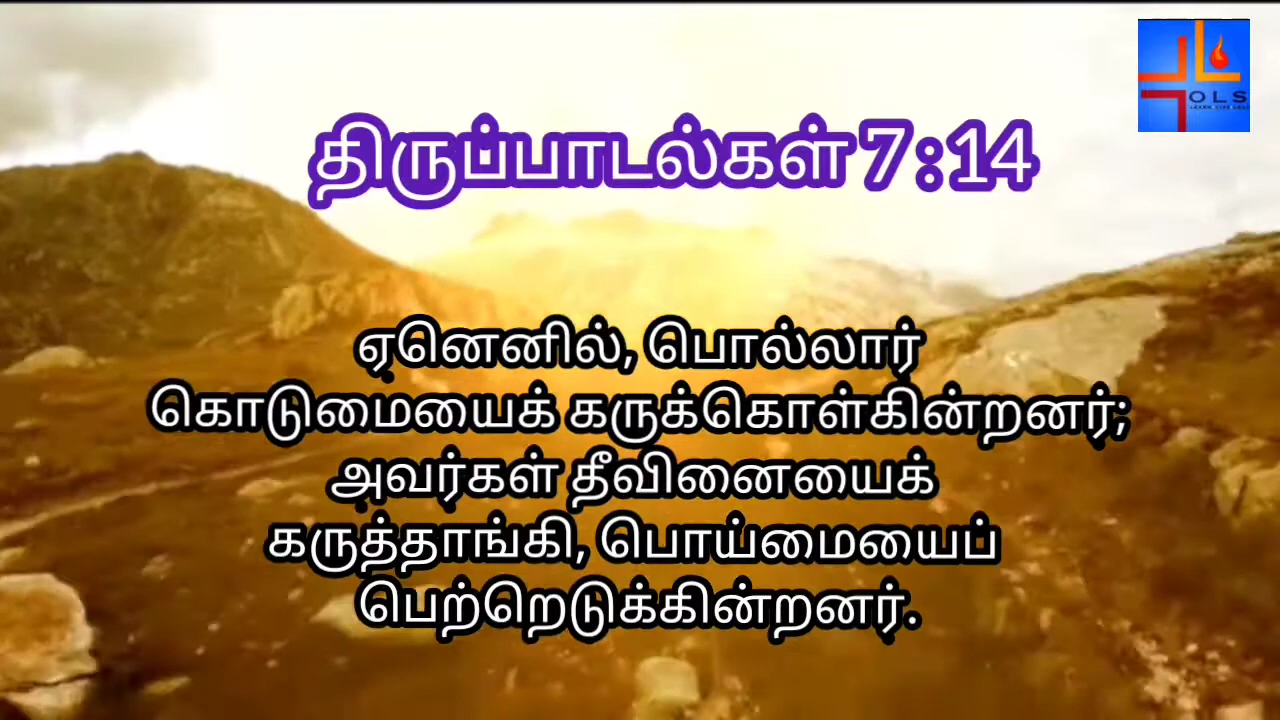 OLS
திருப்பாடல்கள் 7:14
ஏனெனில், பொல்லார்
கொடுமையைக் கருக்கொள்கின்றனர்;
அவர்கள் தீவினையைக்
கருத்தாங்கி, பொய்மையைப்
பெற்றெடுக்கின்றனர்.